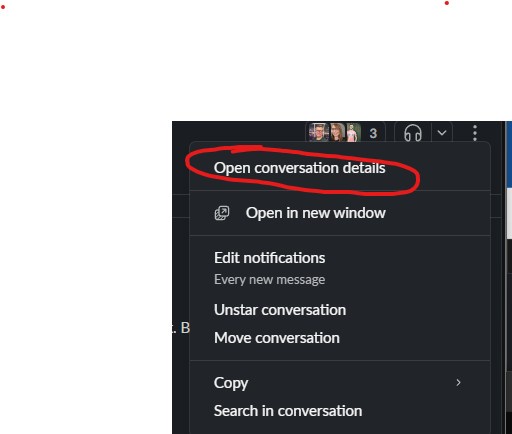 3
Open conversation details
Open in new window
Edit notifications
Every new message
Unstar conversation
. B
Move conversation
Copy
Search in conversation